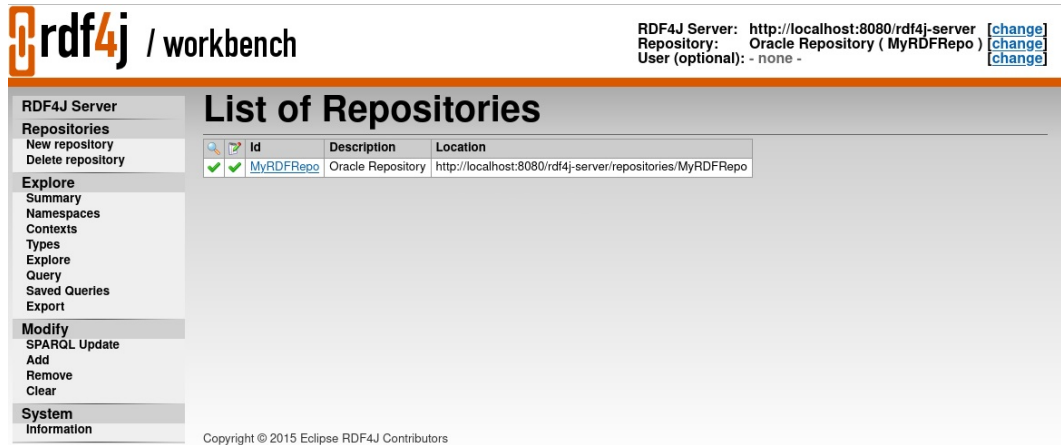 rdf4j / workbench
RDF4J Server: http://localhost:8080/rdf4j-server [change]
Repository: Oracle Repository ( MyRDFRepo ) [change]
User (optional): - none - [change]
RDF4J Server
Repositories
New repository
Delete repository
Explore
Summary
Namespaces
Contexts
Types
Explore
Query
Saved Queries
Export
Modify
SPARQL Update
Add
Remove
Clear
System
Information
List of Repositories
Id Description Location
MyRDFRepo Oracle Repository http://localhost:8080/rdf4j-server/repositories/MyRDFRepo
Copyright © 2015 Eclipse RDF4J Contributors